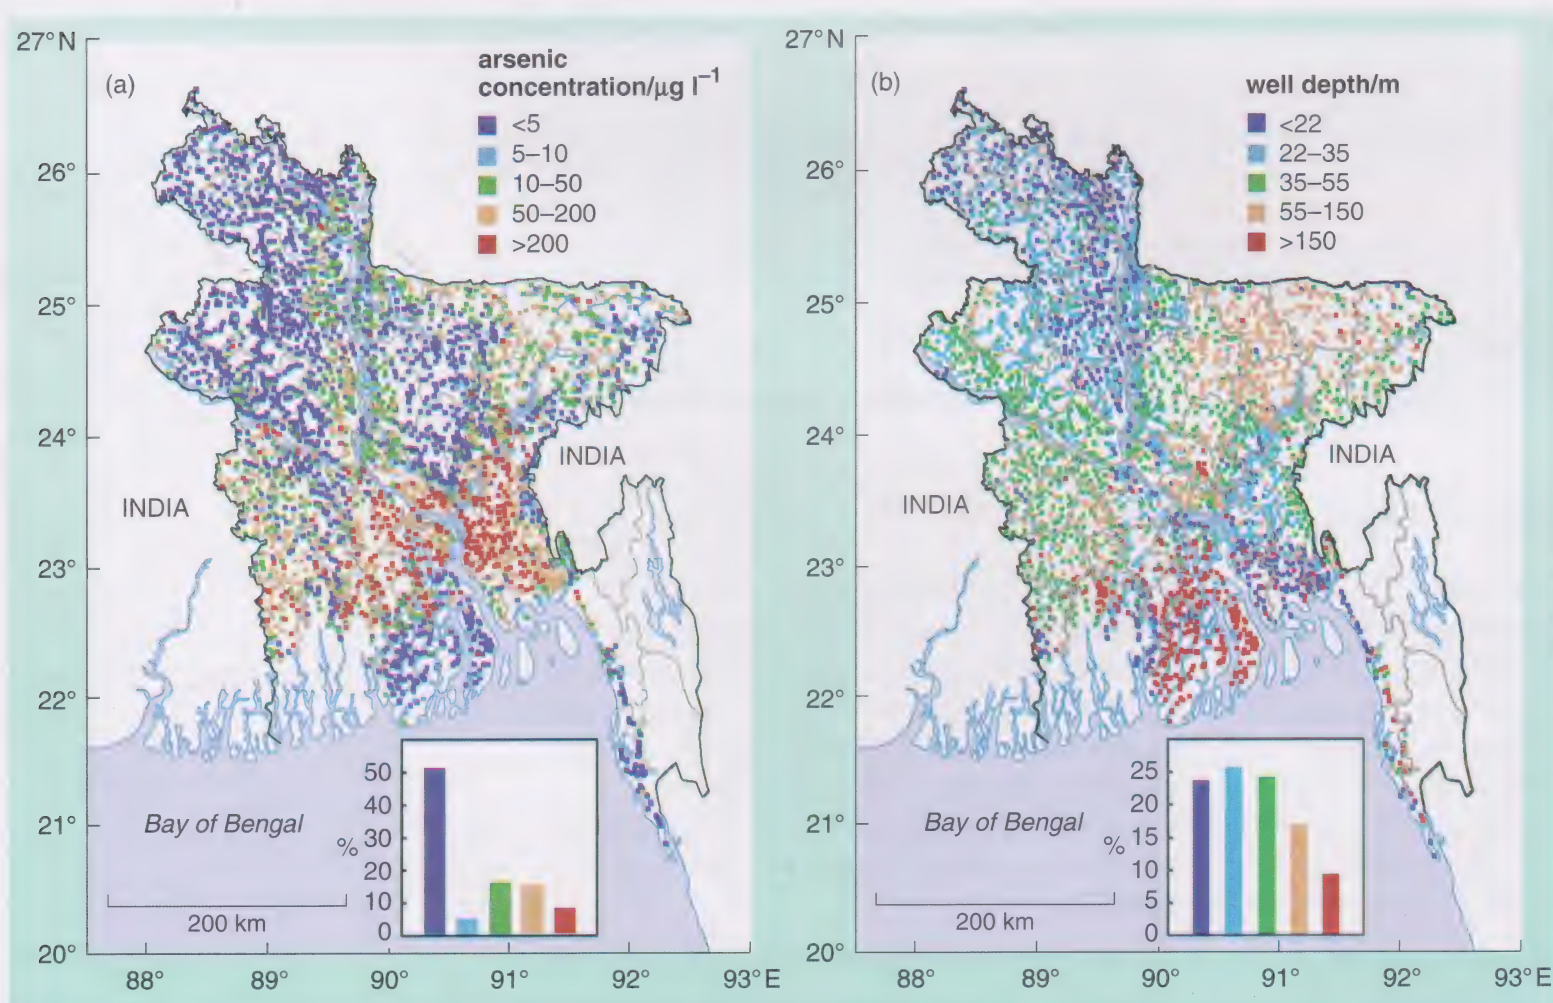 (a)
arsenic
concentration/μg l⁻¹
<5
5–10
10–50
50–200
>200
27° N
26°
25°
24°
23°
22°
21°
20°
INDIA
INDIA
Bay of Bengal
200 km
%
50
40
30
20
10
0
88°
89°
90°
91°
92°
93° E
(b)
well depth/m
<22
22–35
35–55
55–150
>150
27° N
26°
25°
24°
23°
22°
21°
20°
INDIA
INDIA
Bay of Bengal
200 km
%
25
20
15
10
5
0
88°
89°
90°
91°
92°
93° E